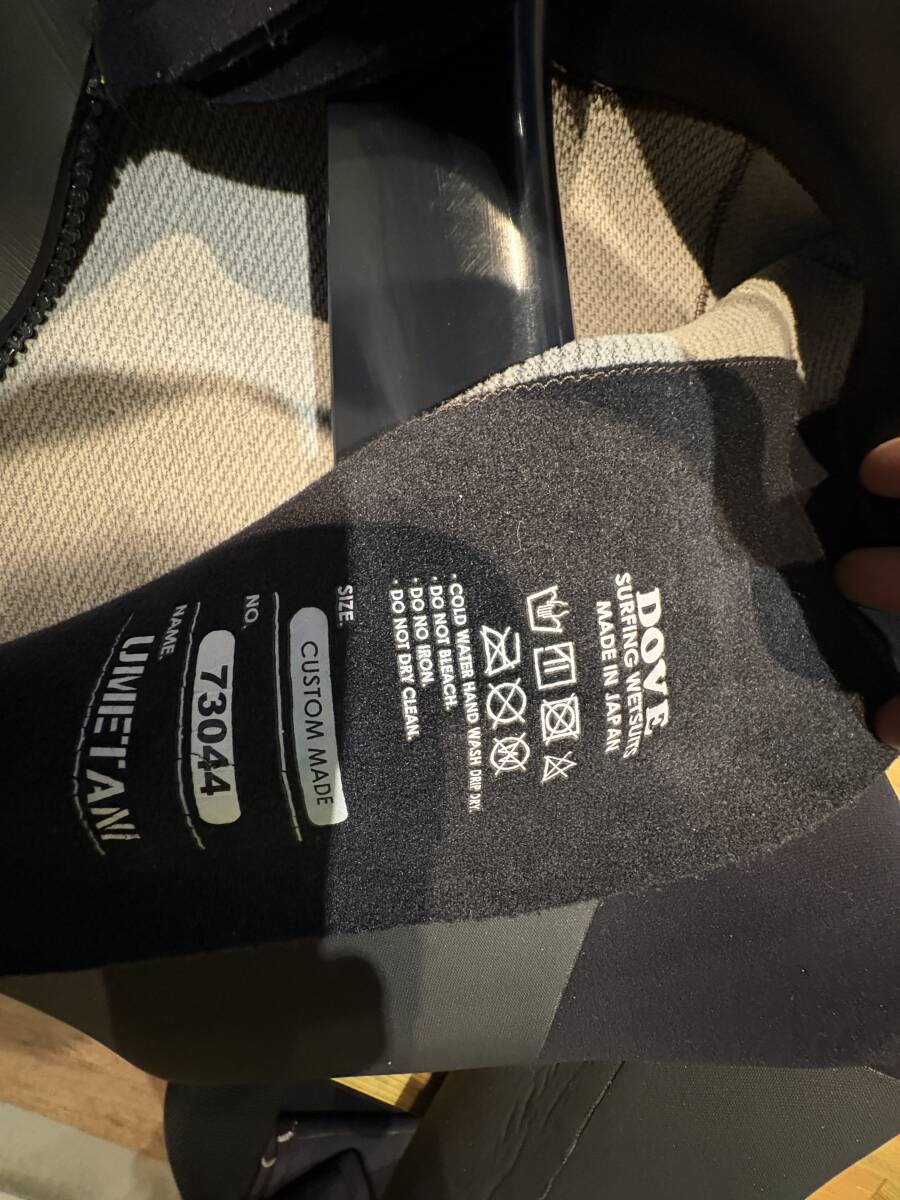 DOVE
SURFING WETSUITS
MADE IN JAPAN
· COLD WATER HAND WASH DRIP DRY.
· DO NOT BLEACH.
· DO NO IRON.
· DO NOT DRY CLEAN.
SIZE.
CUSTOM MADE
NO.
73044
NAME.
UMETANI